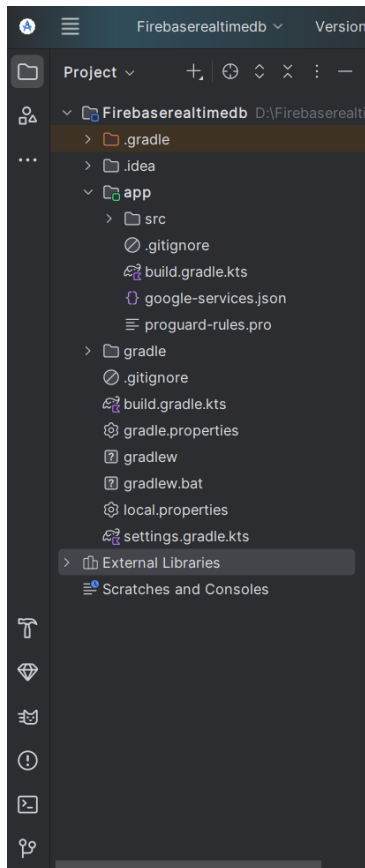 Firebaserealtimedb Version
Project
Firebaserealtimedb D:\Firebaserealti
.gradle
.idea
app
src
.gitignore
build.gradle.kts
{} google-services.json
proguard-rules.pro
gradle
.gitignore
build.gradle.kts
gradle.properties
gradlew
gradlew.bat
local.properties
settings.gradle.kts
External Libraries
Scratches and Consoles